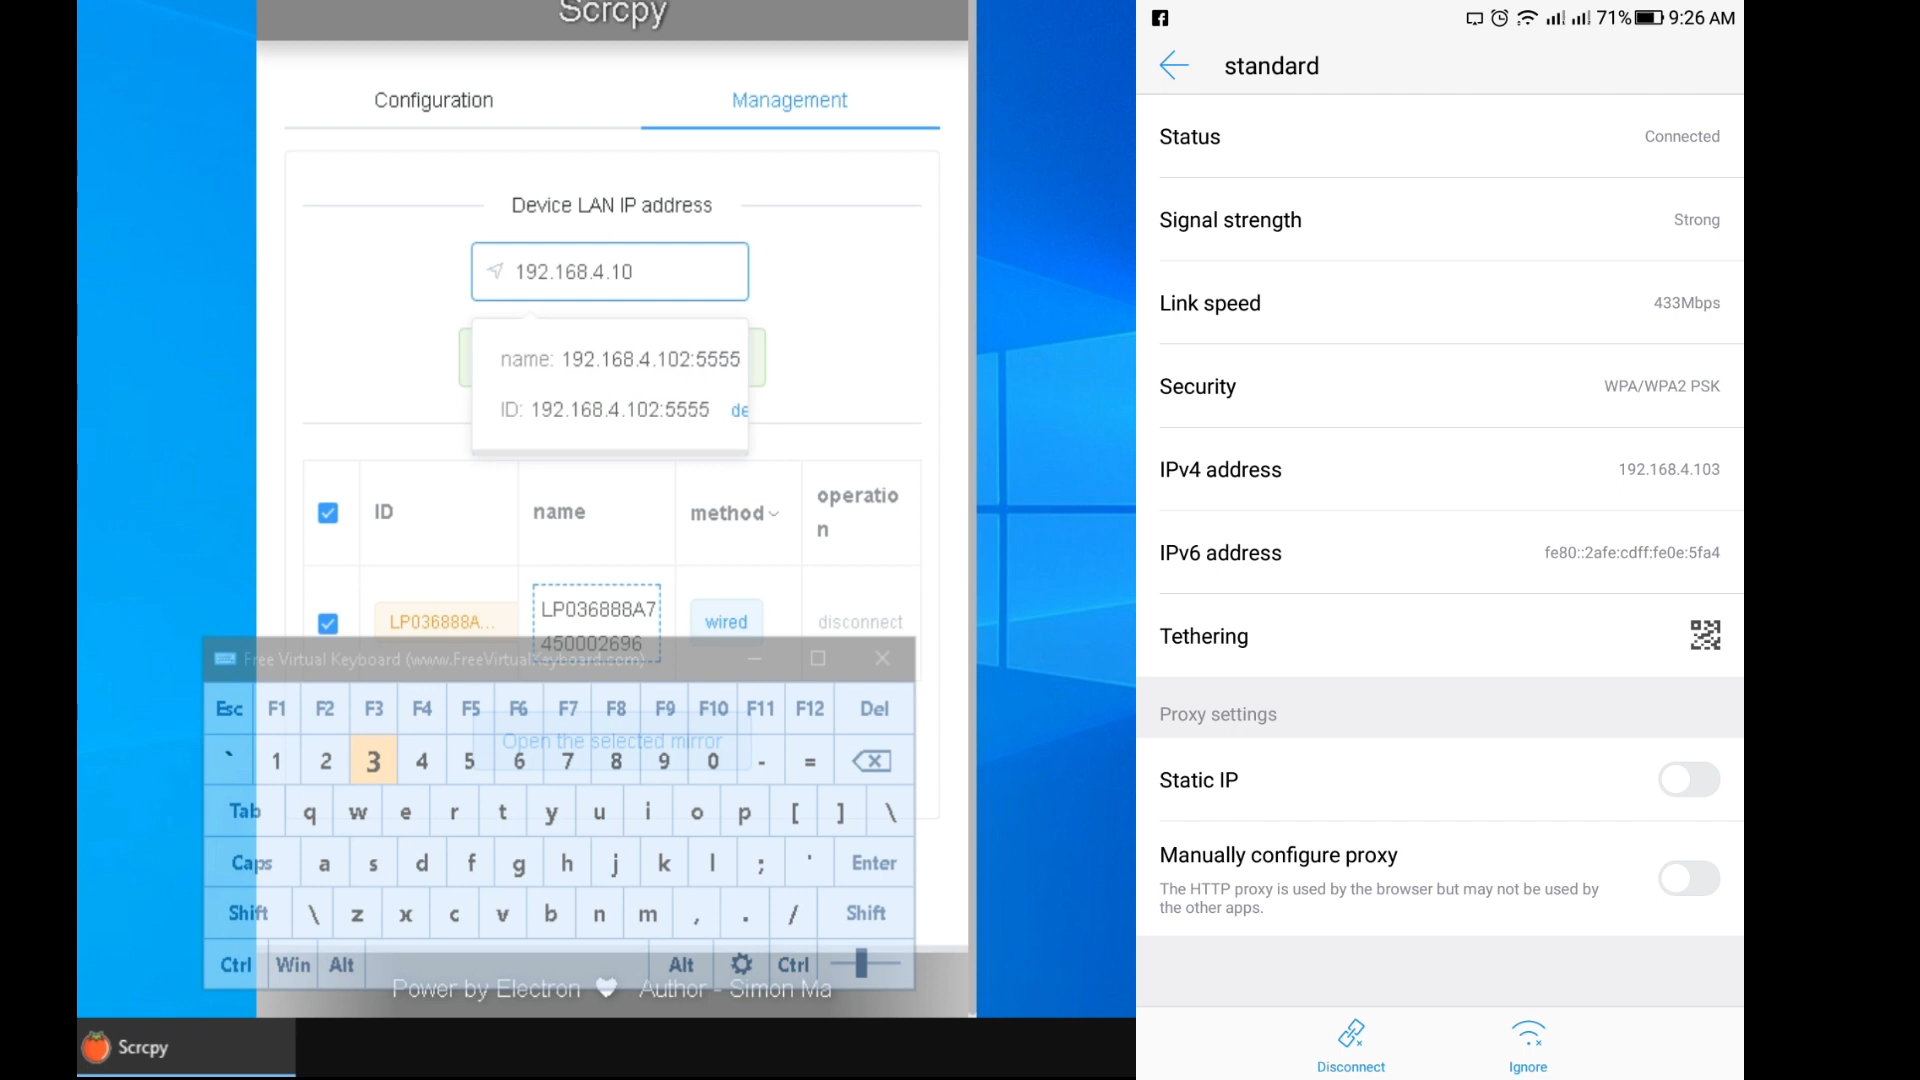 Scrcpy
Configuration
Management
Device LAN IP address
192.168.4.10
name: 192.168.4.102:5555
ID: 192.168.4.102:5555 de
ID
name
method
operatio
n
LP036888A...
LP036888A7
450002696
wired
disconnect
Free Virtual Keyboard (www.FreeVirtualKeyboard.com)
Esc F1 F2 F3 F4 F5 F6 F7 F8 F9 F10 F11 F12 Del
Open the selected mirror
` 1 2 3 4 5 6 7 8 9 0 - =
Tab q w e r t y u i o p [ ] \
Caps a s d f g h j k l ; ' Enter
Shift \ z x c v b n m , . / Shift
Ctrl Win Alt Alt Ctrl
Power by Electron Author - Simon Ma
Scrcpy
71% 9:26 AM
standard
Status Connected
Signal strength Strong
Link speed 433Mbps
Security WPA/WPA2 PSK
IPv4 address 192.168.4.103
IPv6 address fe80::2afe:cdff:fe0e:5fa4
Tethering
Proxy settings
Static IP
Manually configure proxy
The HTTP proxy is used by the browser but may not be used by
the other apps.
Disconnect
Ignore